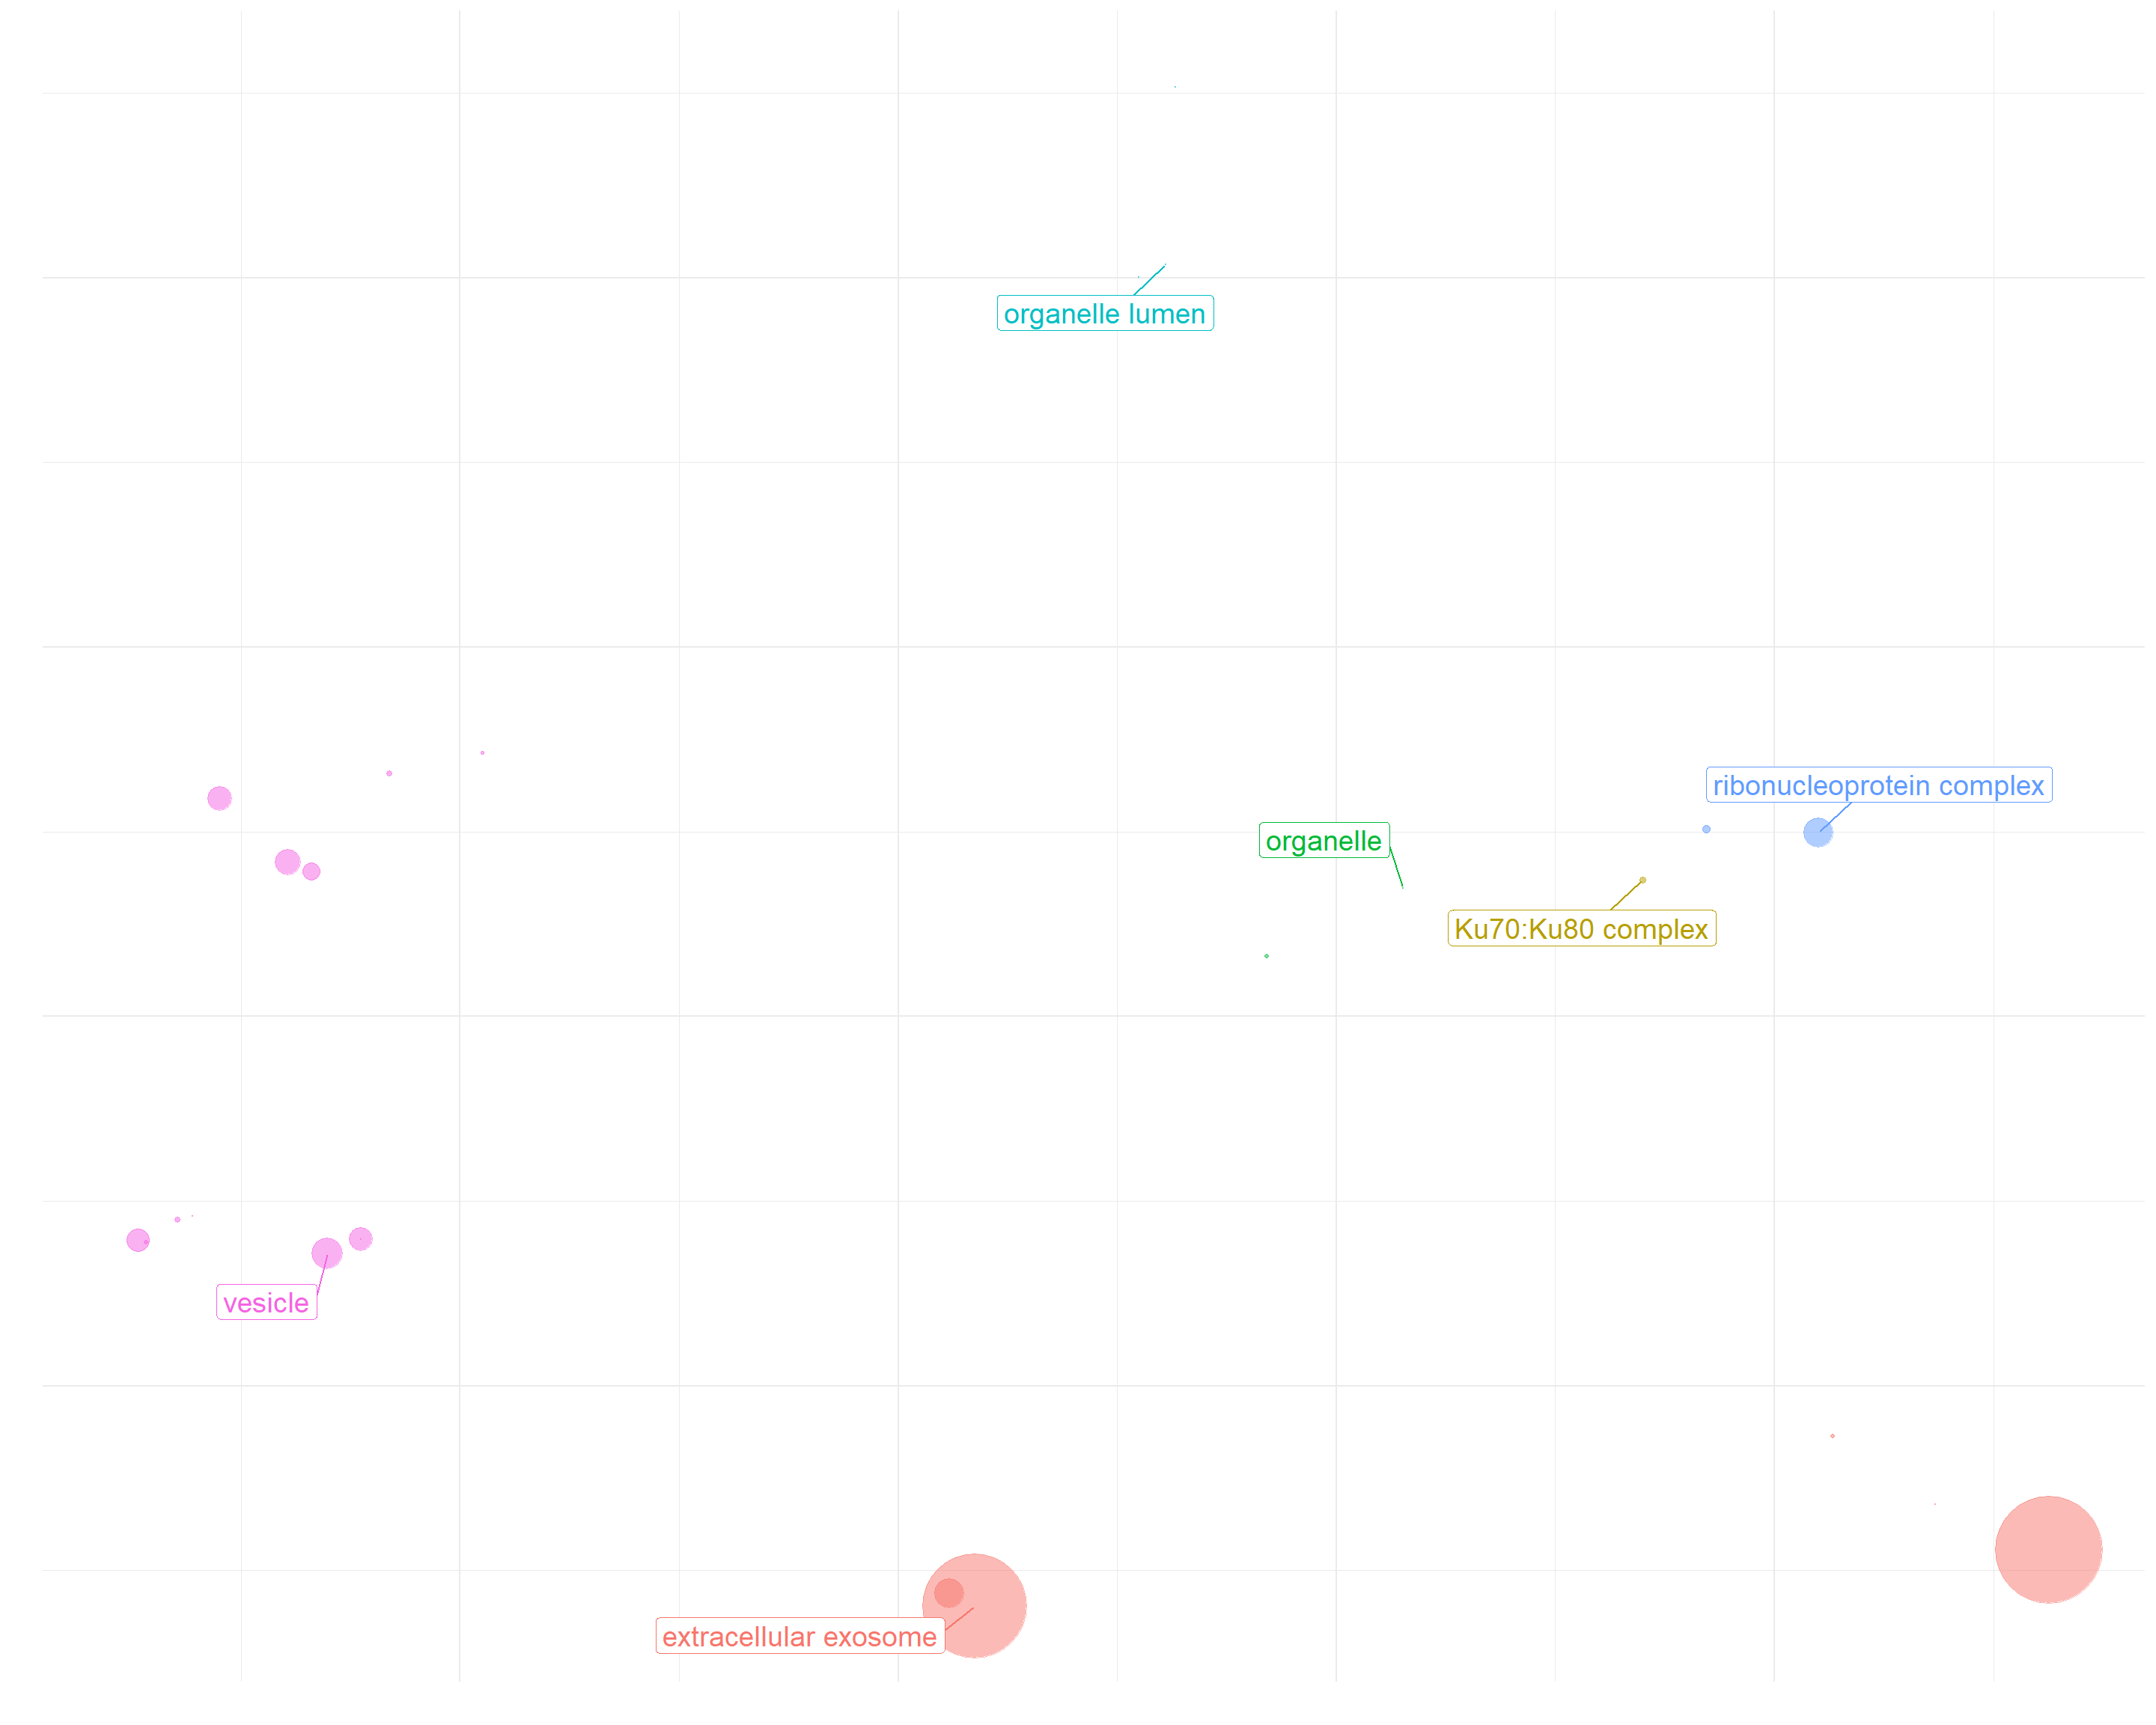 organelle lumen
ribonucleoprotein complex
organelle
Ku70:Ku80 complex
vesicle
extracellular exosome